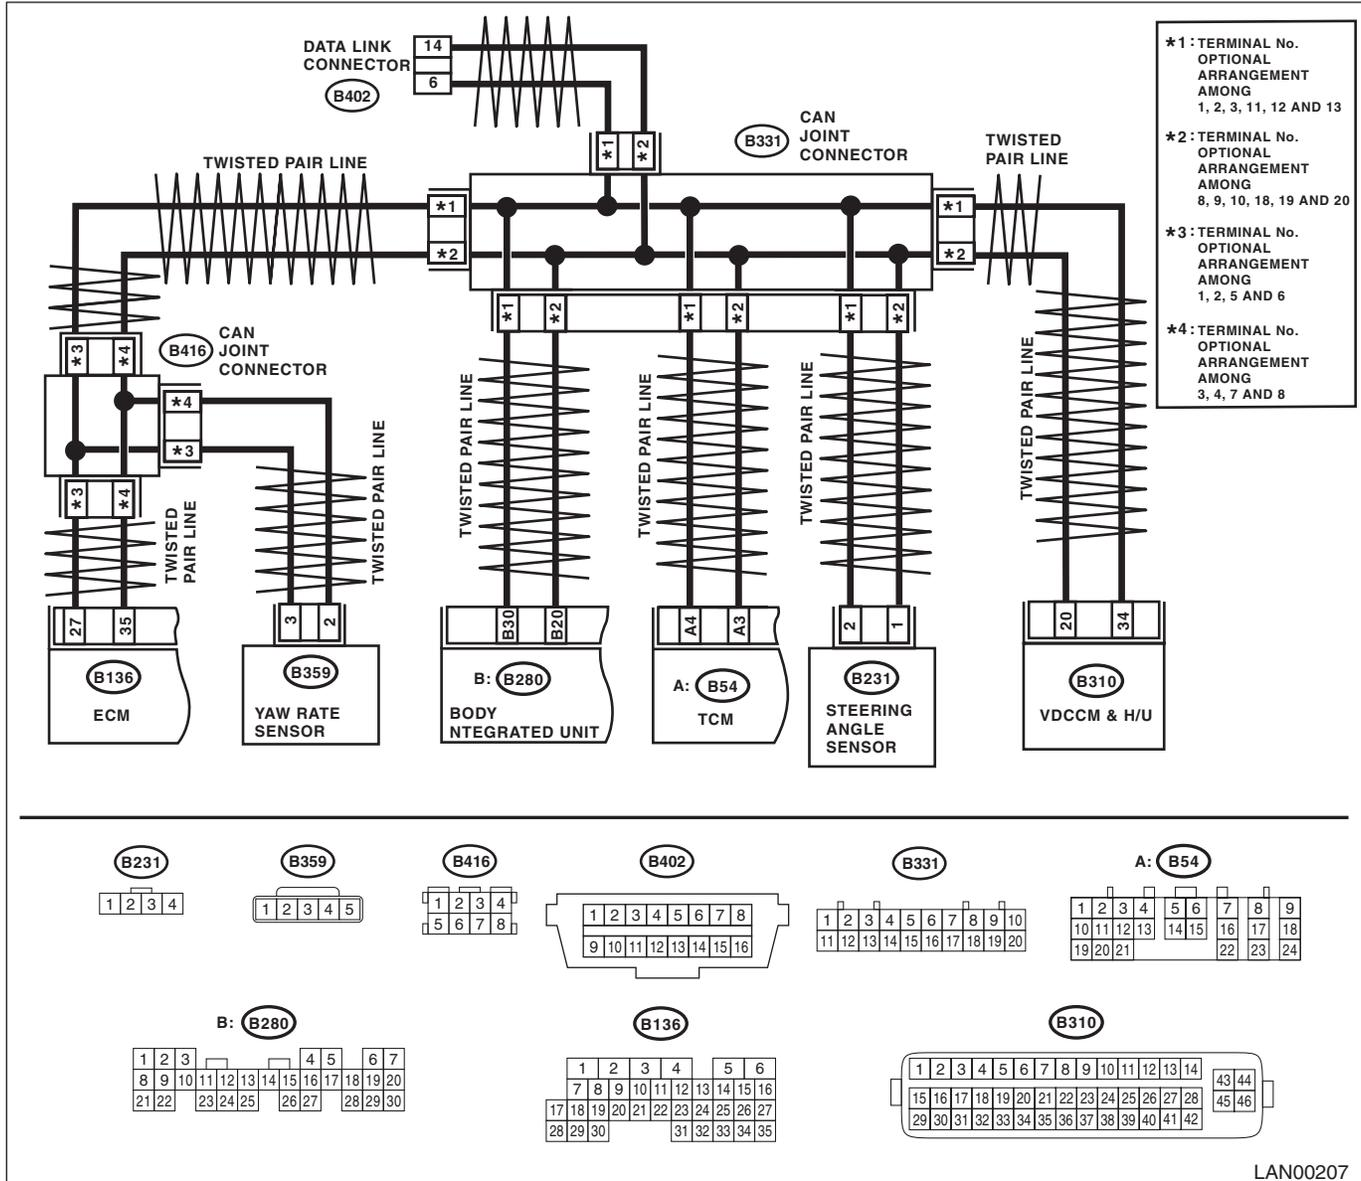 DATA LINK
CONNECTOR
14
6
B402
*1
*2
B331
CAN
JOINT
CONNECTOR
TWISTED
PAIR LINE
TWISTED PAIR LINE
*1
*2
*1
*2
*1: TERMINAL No.
OPTIONAL
ARRANGEMENT
AMONG
1, 2, 3, 11, 12 AND 13
*2: TERMINAL No.
OPTIONAL
ARRANGEMENT
AMONG
8, 9, 10, 18, 19 AND 20
*3: TERMINAL No.
OPTIONAL
ARRANGEMENT
AMONG
1, 2, 5 AND 6
*4: TERMINAL No.
OPTIONAL
ARRANGEMENT
AMONG
3, 4, 7 AND 8
*1 *2 *1 *2 *1 *2
*3 *4
B416
CAN
JOINT
CONNECTOR
*4
*3
*3 *4
TWISTED
PAIR LINE
TWISTED PAIR LINE
TWISTED PAIR LINE
TWISTED PAIR LINE
TWISTED PAIR LINE
TWISTED PAIR LINE
27 35
3 2
B30 B20
A4 A3
2 1
20 34
B136
ECM
B359
YAW RATE
SENSOR
B: B280
BODY
NTEGRATED UNIT
A: B54
TCM
B231
STEERING
ANGLE
SENSOR
B310
VDCCM & H/U
B231
1 2 3 4
B359
1 2 3 4 5
B416
1 2 3 4
5 6 7 8
B402
1 2 3 4 5 6 7 8
9 10 11 12 13 14 15 16
B331
1 2 3 4 5 6 7 8 9 10
11 12 13 14 15 16 17 18 19 20
A: B54
1 2 3 4 5 6 7 8 9
10 11 12 13 14 15 16 17 18
19 20 21 22 23 24
B: B280
1 2 3 4 5 6 7
8 9 10 11 12 13 14 15 16 17 18 19 20
21 22 23 24 25 26 27 28 29 30
B136
1 2 3 4 5 6
7 8 9 10 11 12 13 14 15 16
17 18 19 20 21 22 23 24 25 26 27
28 29 30 31 32 33 34 35
B310
1 2 3 4 5 6 7 8 9 10 11 12 13 14
15 16 17 18 19 20 21 22 23 24 25 26 27 28
29 30 31 32 33 34 35 36 37 38 39 40 41 42
43 44
45 46
LAN00207